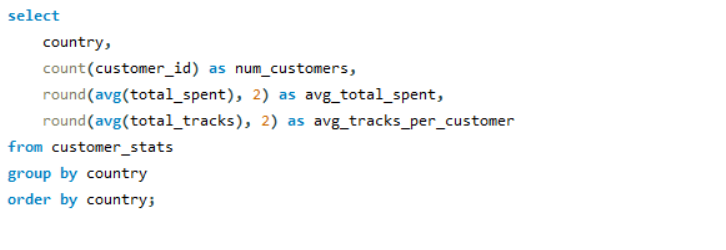 select
    country,
    count(customer_id) as num_customers,
    round(avg(total_spent), 2) as avg_total_spent,
    round(avg(total_tracks), 2) as avg_tracks_per_customer
from customer_stats
group by country
order by country;